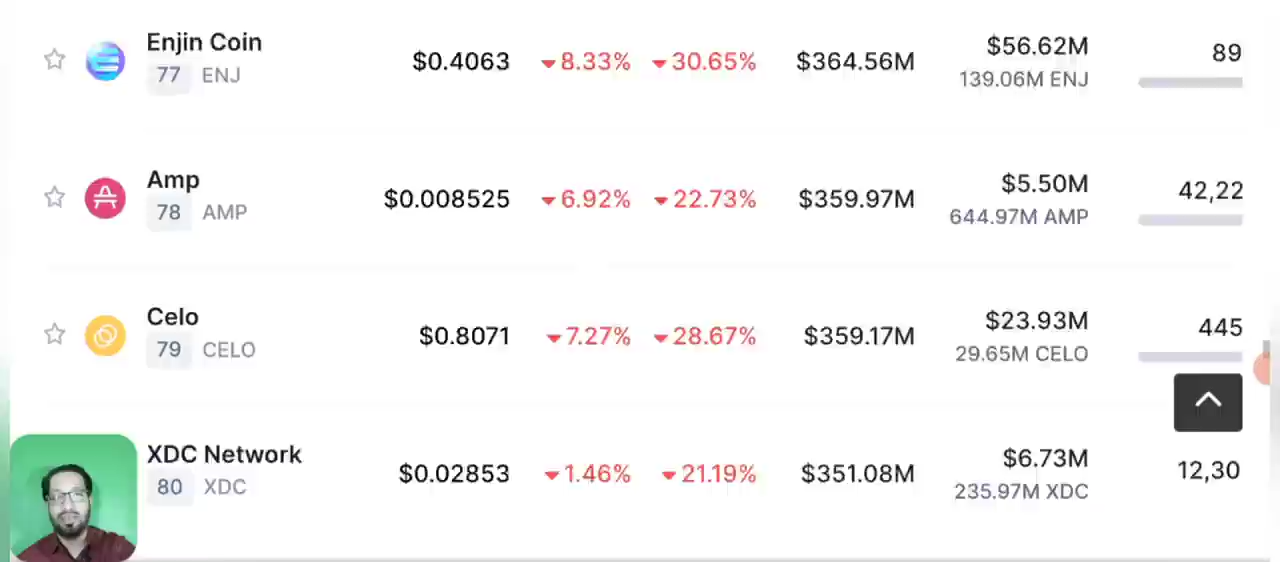 Enjin Coin
77 ENJ
$0.4063
8.33%
30.65%
$364.56M
$56.62M
139.06M ENJ
89
Amp
78 AMP
$0.008525
6.92%
22.73%
$359.97M
$5.50M
644.97M AMP
42,22
Celo
79 CELO
$0.8071
7.27%
28.67%
$359.17M
$23.93M
29.65M CELO
445
XDC Network
80 XDC
$0.02853
1.46%
21.19%
$351.08M
$6.73M
235.97M XDC
12,30